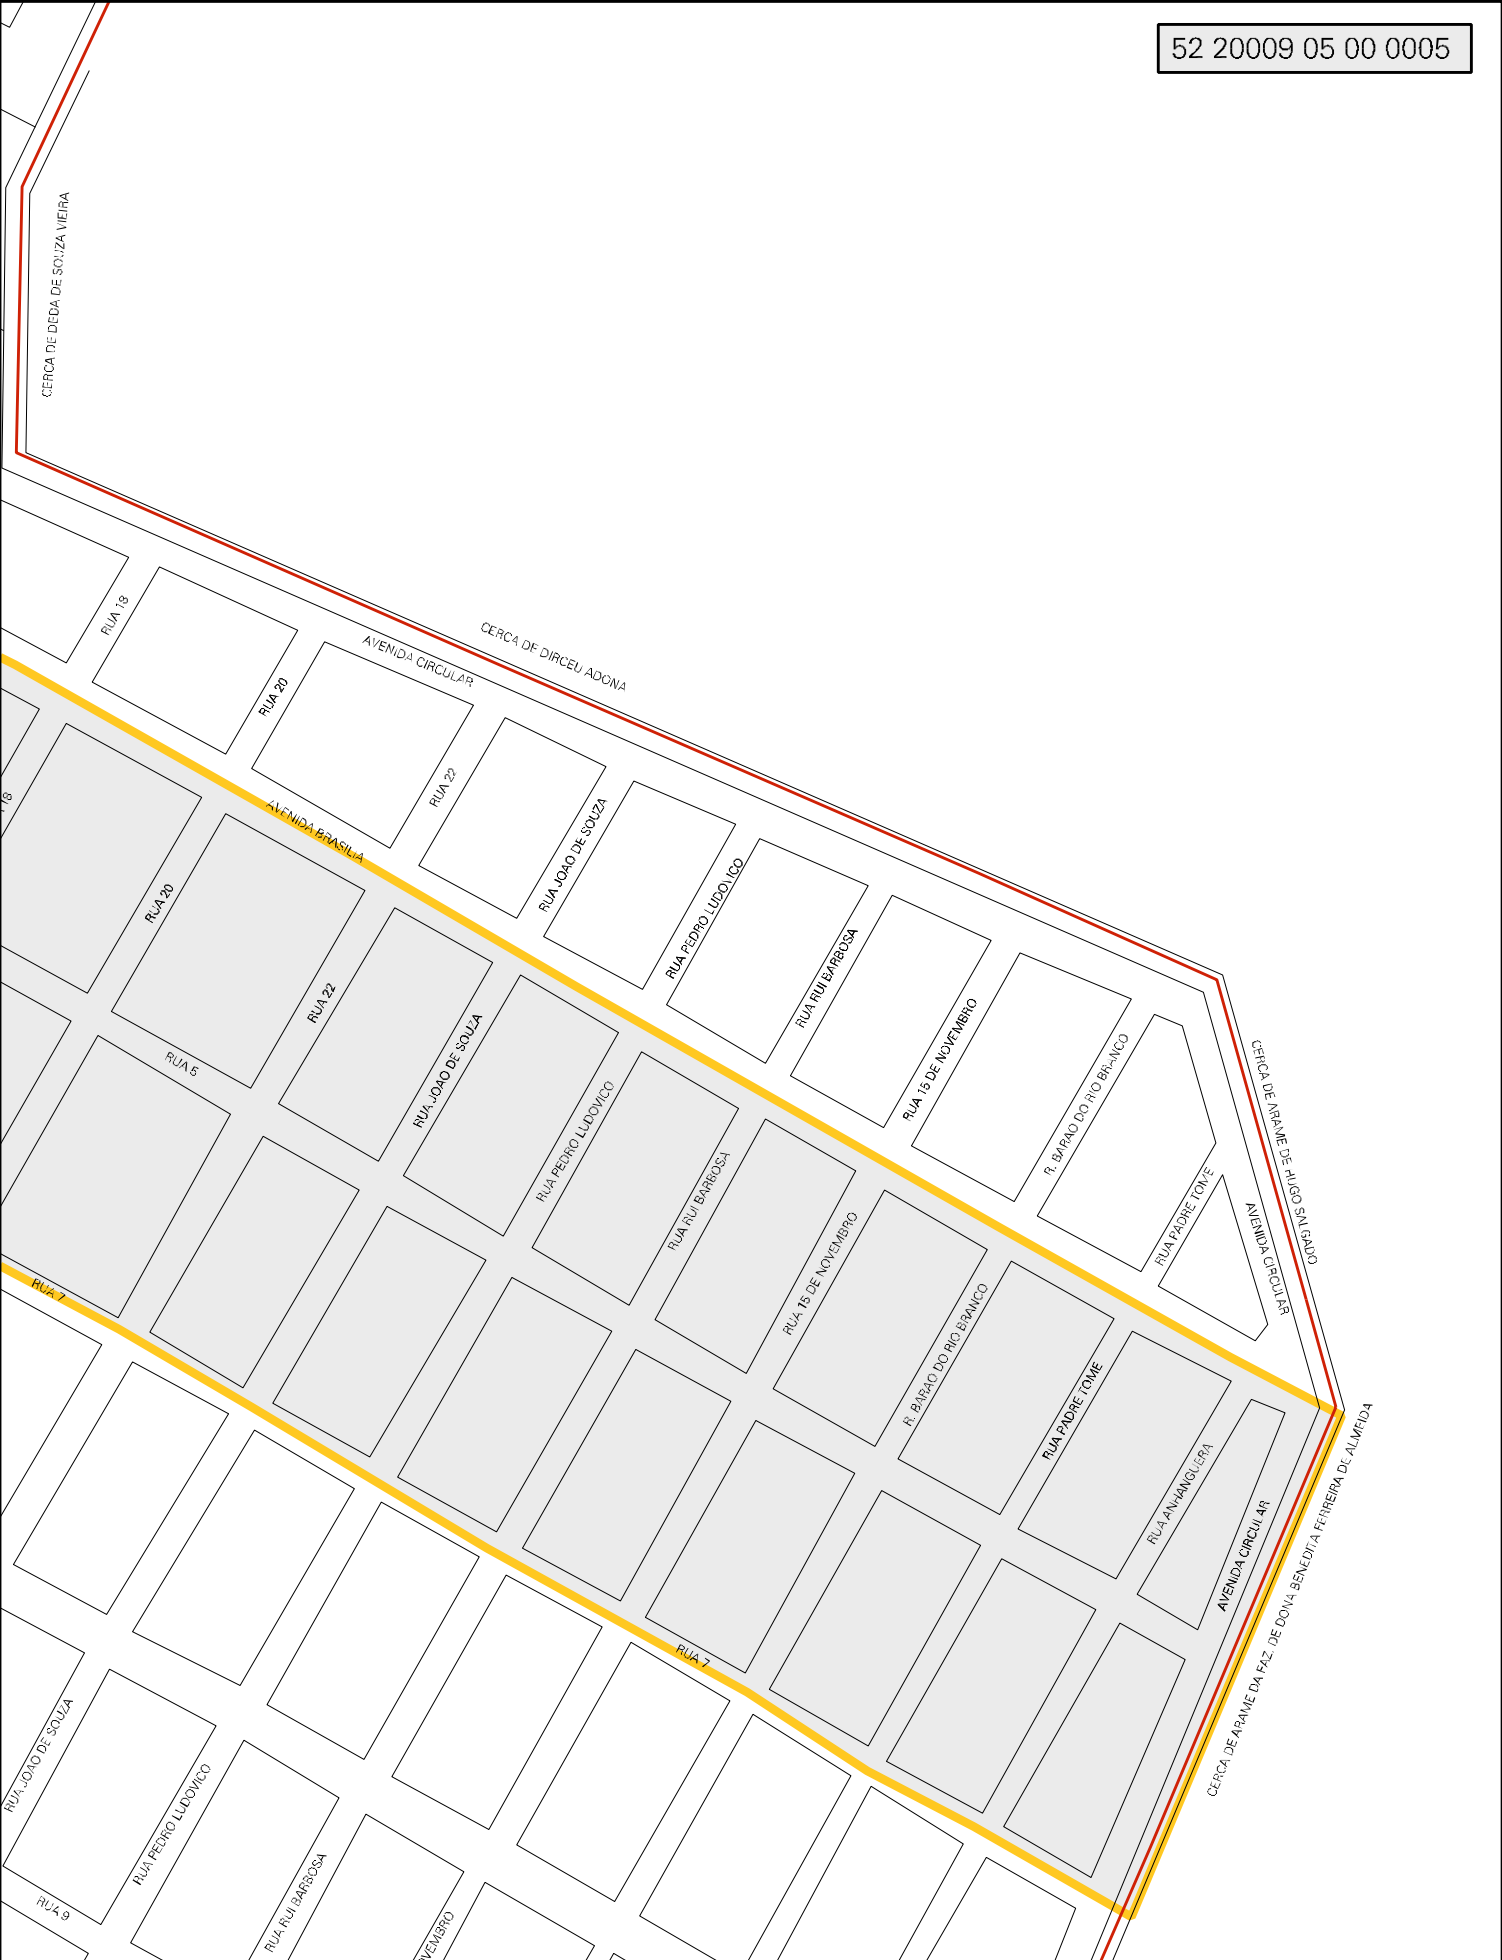 52 20009 05 00 0005
CERCA DE DEDA DE SOUZA VIEIRA
RUA 18
RUA 20
AVENIDA CIRCULAR
CERCA DE DIRCEU ADONA
RUA 22
AVENIDA BRASILIA
RUA JOAO DE SOUZA
RUA PEDRO LUDOVICO
RUA RUI BARBOSA
RUA 15 DE NOVEMBRO
R. BARAO DO RIO BRANCO
RUA PADRE TOME
CERCA DE ARAME DE HUGO SALGADO
AVENIDA CIRCULAR
18
RUA 20
RUA 22
RUA 5
RUA JOAO DE SOUZA
RUA PEDRO LUDOVICO
RUA RUI BARBOSA
RUA 15 DE NOVEMBRO
R. BARAO DO RIO BRANCO
RUA PADRE TOME
RUA ANHANGUERA
AVENIDA CIRCULAR
CERCA DE ARAME DA FAZ. DE DONA BENEDITA FERREIRA DE ALMEIDA
RUA 7
RUA 7
RUA JOAO DE SOUZA
RUA PEDRO LUDOVICO
RUA RUI BARBOSA
VEMBRO
RUA 9